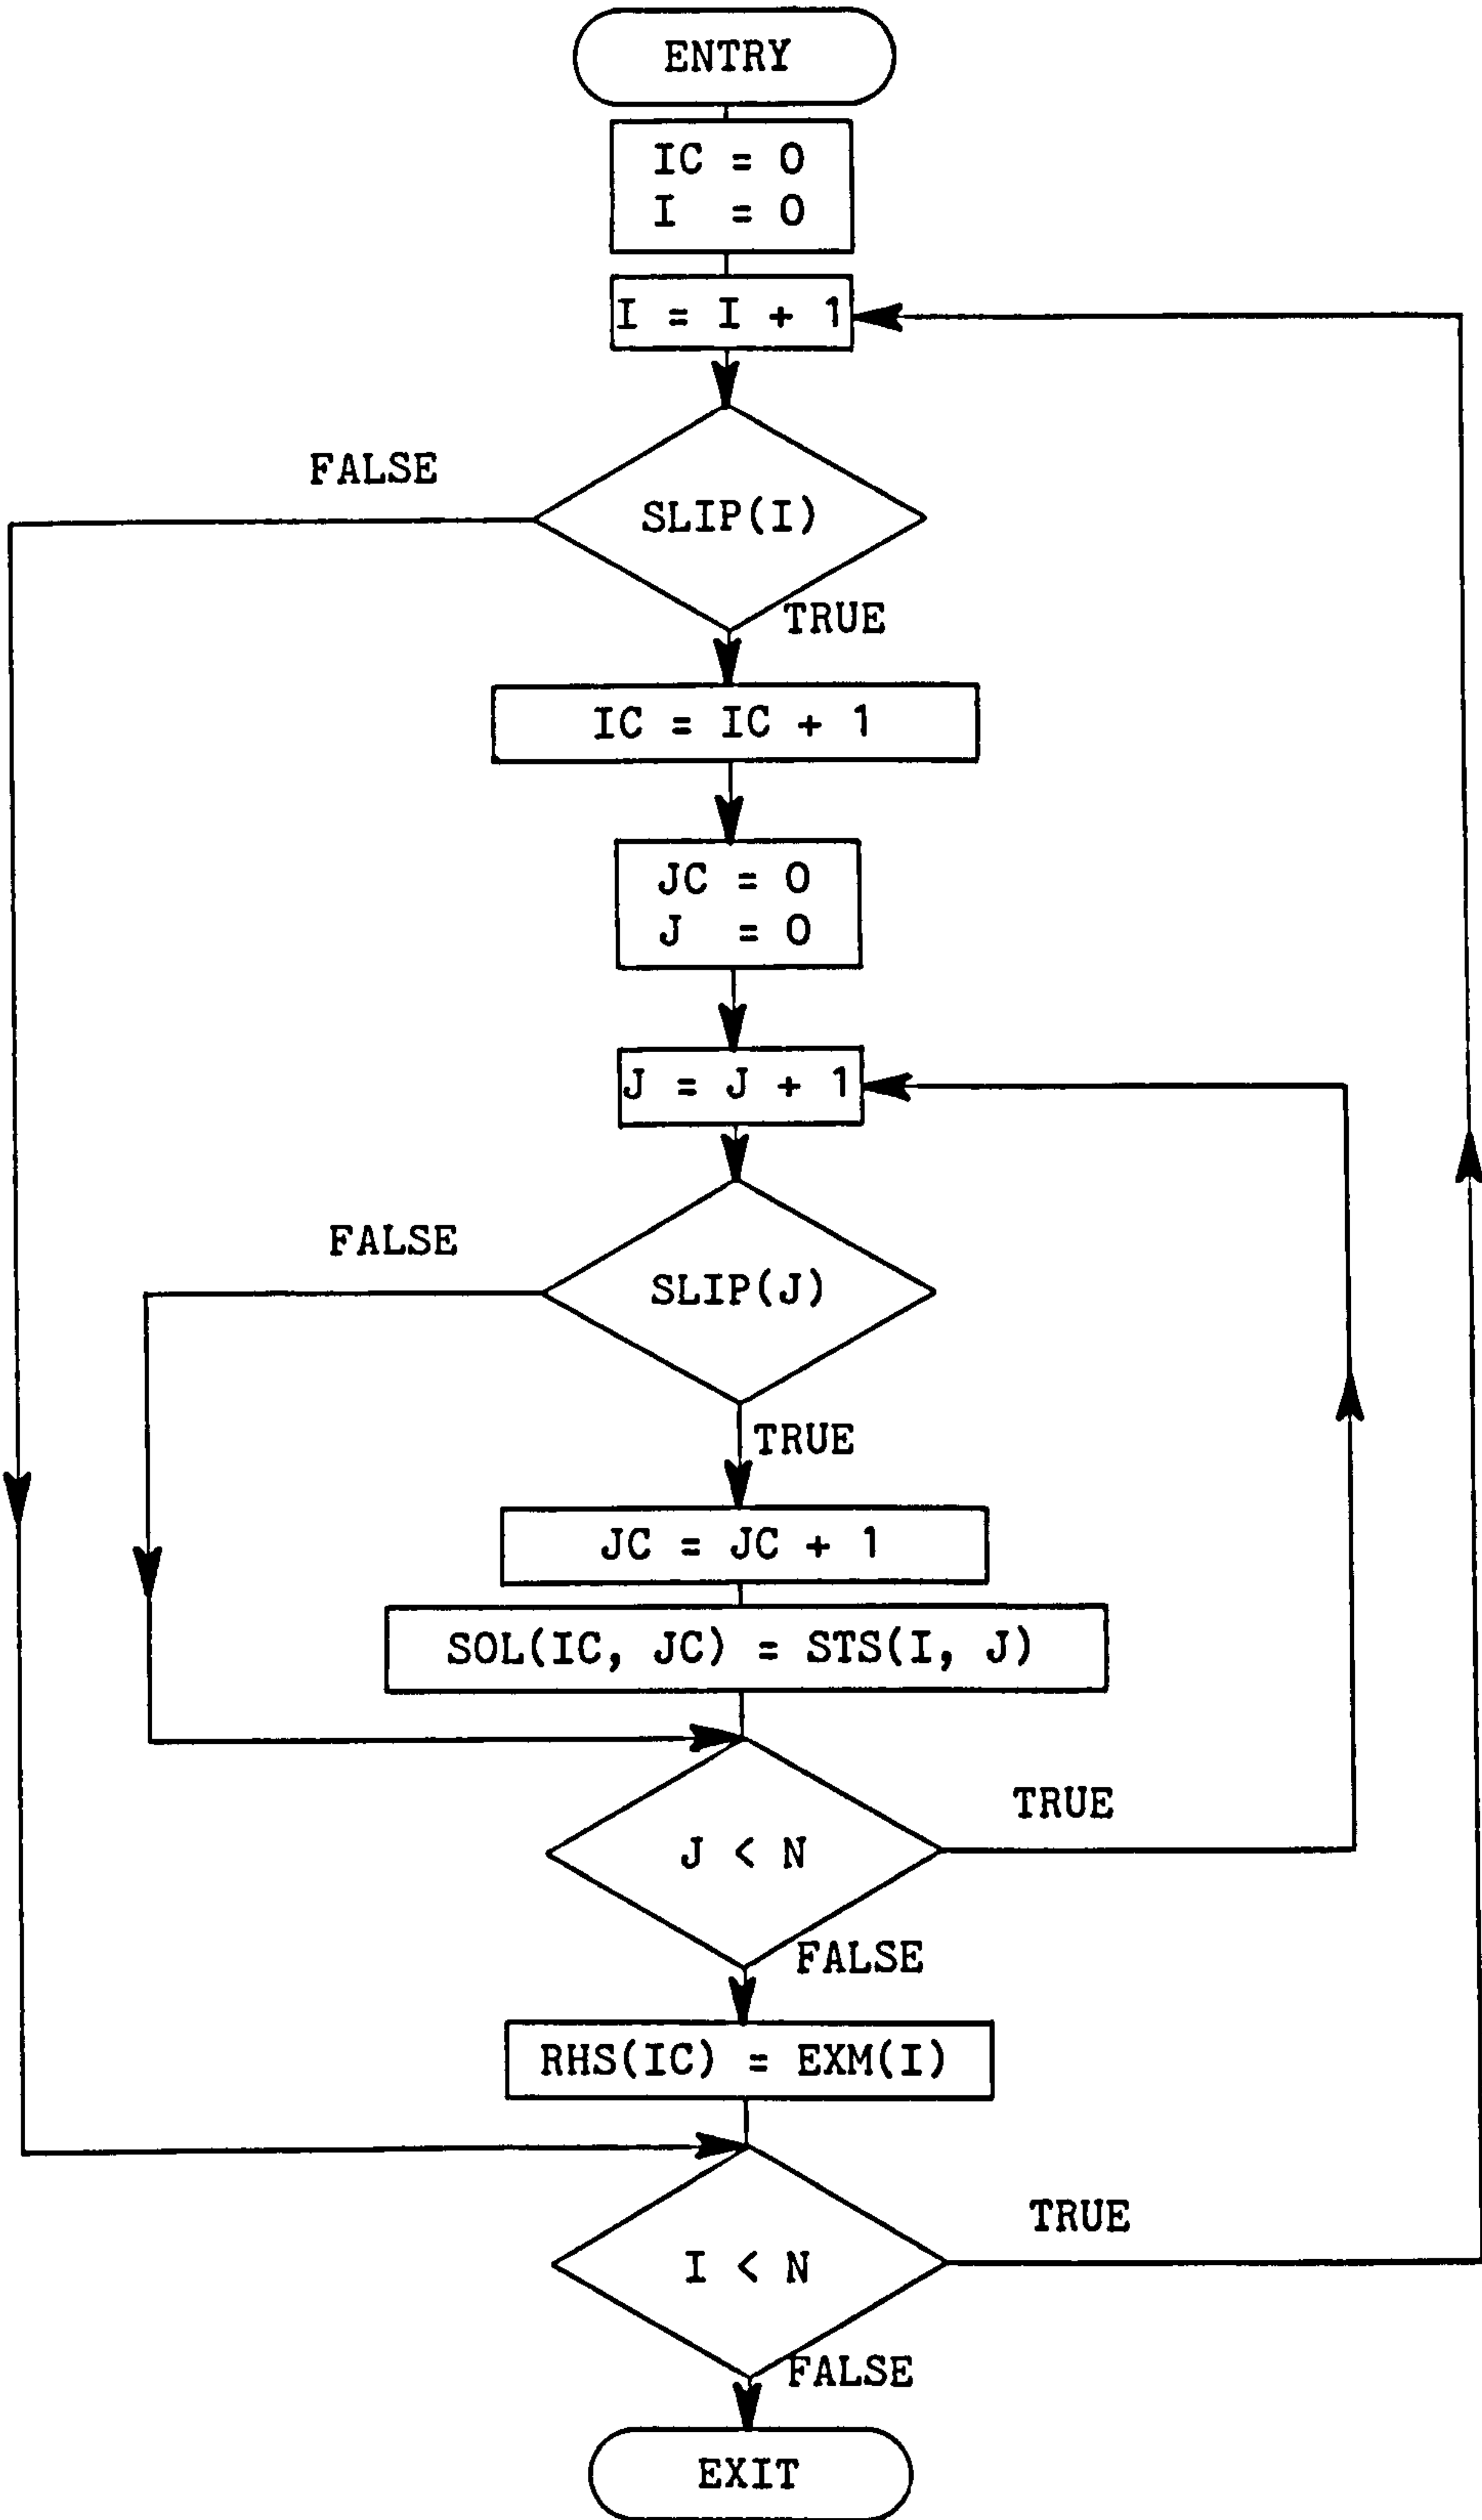 ENTRY
IC = 0
I = 0
I = I + 1
FALSE
SLIP(I)
TRUE
IC = IC + 1
JC = 0
J = 0
J = J + 1
FALSE
SLIP(J)
TRUE
JC = JC + 1
SOL(IC, JC) = STS(I, J)
TRUE
J < N
FALSE
RHS(IC) = EXM(I)
TRUE
I < N
FALSE
EXIT